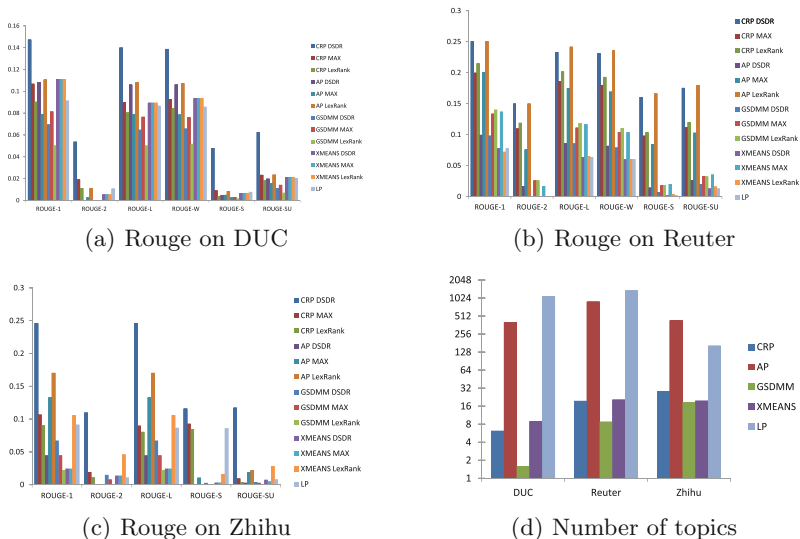 0.16
0.14
0.12
0.1
0.08
0.06
0.04
0.02
0
ROUGE-1 ROUGE-2 ROUGE-L ROUGE-W ROUGE-S ROUGE-SU
CRP DSDR
CRP MAX
CRP LexRank
AP DSDR
AP MAX
AP LexRank
GSDMM DSDR
GSDMM MAX
GSDMM LexRank
XMEANS DSDR
XMEANS MAX
XMEANS LexRank
LP
(a) Rouge on DUC
0.3
0.25
0.2
0.15
0.1
0.05
0
ROUGE-1 ROUGE-2 ROUGE-L ROUGE-W ROUGE-S ROUGE-SU
CRP DSDR
CRP MAX
CRP LexRank
AP DSDR
AP MAX
AP LexRank
GSDMM DSDR
GSDMM MAX
GSDMM LexRank
XMEANS DSDR
XMEANS MAX
XMEANS LexRank
LP
(b) Rouge on Reuter
0.3
0.25
0.2
0.15
0.1
0.05
0
ROUGE-1 ROUGE-2 ROUGE-L ROUGE-S ROUGE-SU
CRP DSDR
CRP MAX
CRP LexRank
AP DSDR
AP MAX
AP LexRank
GSDMM DSDR
GSDMM MAX
GSDMM LexRank
XMEANS DSDR
XMEANS MAX
XMEANS LexRank
LP
(c) Rouge on Zhihu
2048
1024
512
256
128
64
32
16
8
4
2
1
DUC Reuter Zhihu
CRP
AP
GSDMM
XMEANS
LP
(d) Number of topics